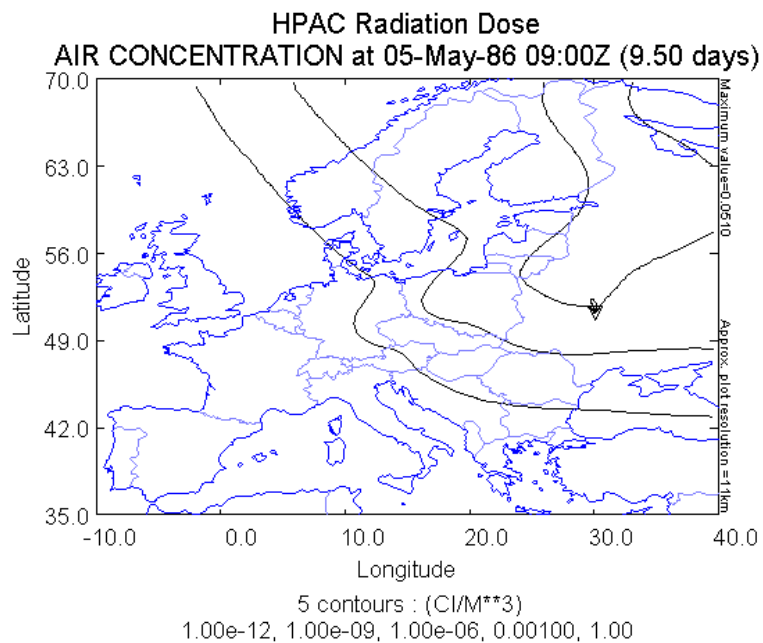 HPAC Radiation Dose
AIR CONCENTRATION at 05-May-86 09:00Z (9.50 days)
70.0
63.0
56.0
49.0
42.0
35.0
Latitude
-10.0
0.0
10.0
20.0
30.0
40.0
Longitude
Maximum value=0.0510
Approx. plot resolution =11km
5 contours : (CI/M**3)
1.00e-12, 1.00e-09, 1.00e-06, 0.00100, 1.00